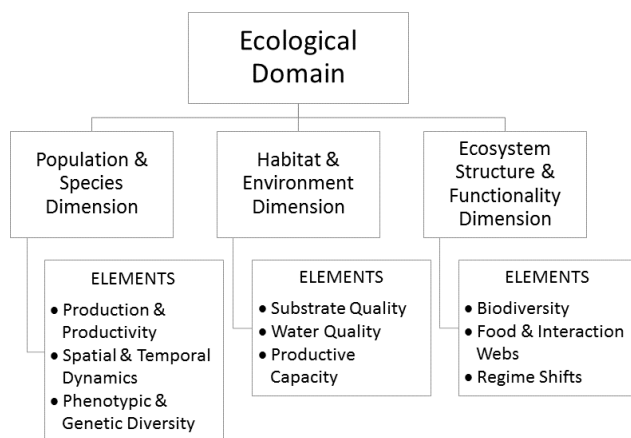 Ecological
Domain
Population &
Species
Dimension
Habitat &
Environment
Dimension
Ecosystem
Structure &
Functionality
Dimension
ELEMENTS
● Production &
Productivity
● Spatial & Temporal
Dynamics
● Phenotypic &
Genetic Diversity
ELEMENTS
● Substrate Quality
● Water Quality
● Productive
Capacity
ELEMENTS
● Biodiversity
● Food & Interaction
Webs
● Regime Shifts